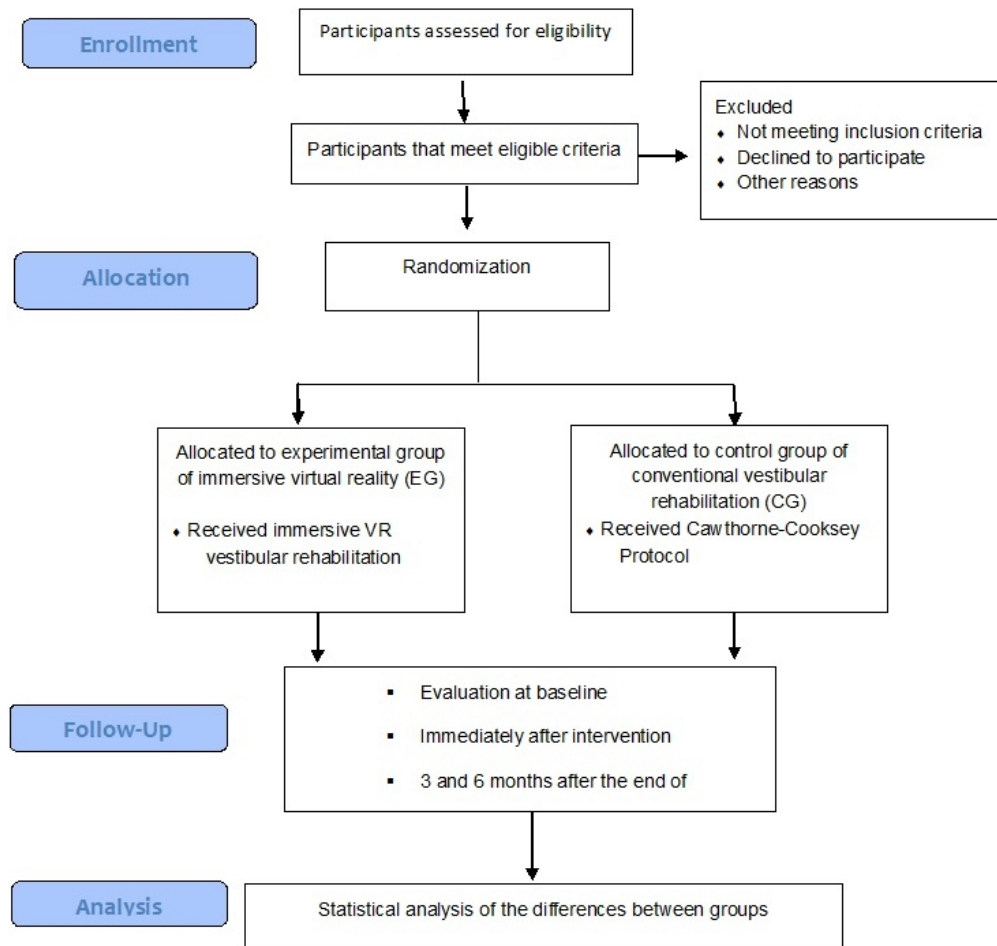 Enrollment
Participants assessed for eligibility
Participants that meet eligible criteria
Excluded
⬧ Not meeting inclusion criteria
⬧ Declined to participate
⬧ Other reasons
Allocation
Randomization
Allocated to experimental group
of immersive virtual reality (EG)
⬧ Received immersive VR
vestibular rehabilitation
Allocated to control group of
conventional vestibular
rehabilitation (CG)
⬧ Received Cawthorne-Cooksey
Protocol
Follow-Up
▪ Evaluation at baseline
▪ Immediately after intervention
▪ 3 and 6 months after the end of
Analysis
Statistical analysis of the differences between groups